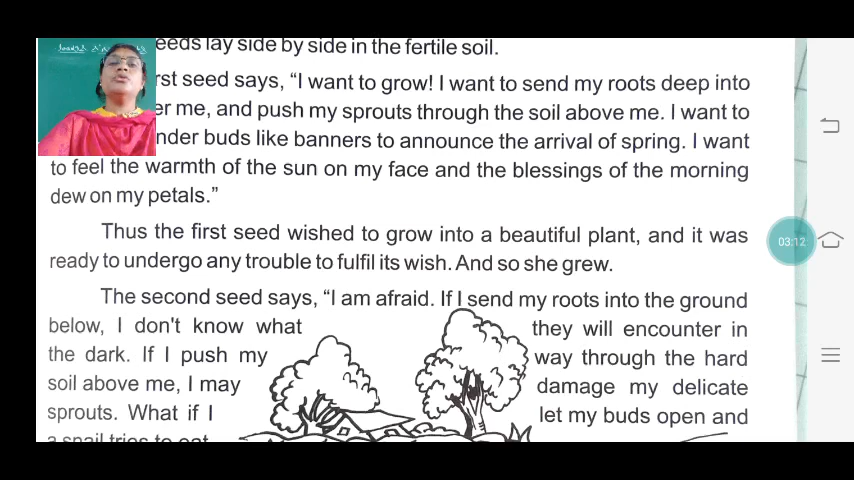 eeds lay side by side in the fertile soil.
rst seed says, “I want to grow! I want to send my roots deep into
er me, and push my sprouts through the soil above me. I want to
nder buds like banners to announce the arrival of spring. I want
to feel the warmth of the sun on my face and the blessings of the morning
dew on my petals.”
Thus the first seed wished to grow into a beautiful plant, and it was
ready to undergo any trouble to fulfil its wish. And so she grew.
The second seed says, “I am afraid. If I send my roots into the ground
below, I don't know what they will encounter in
the dark. If I push my way through the hard
soil above me, I may damage my delicate
sprouts. What if I let my buds open and
a snail tries to eat
03:12